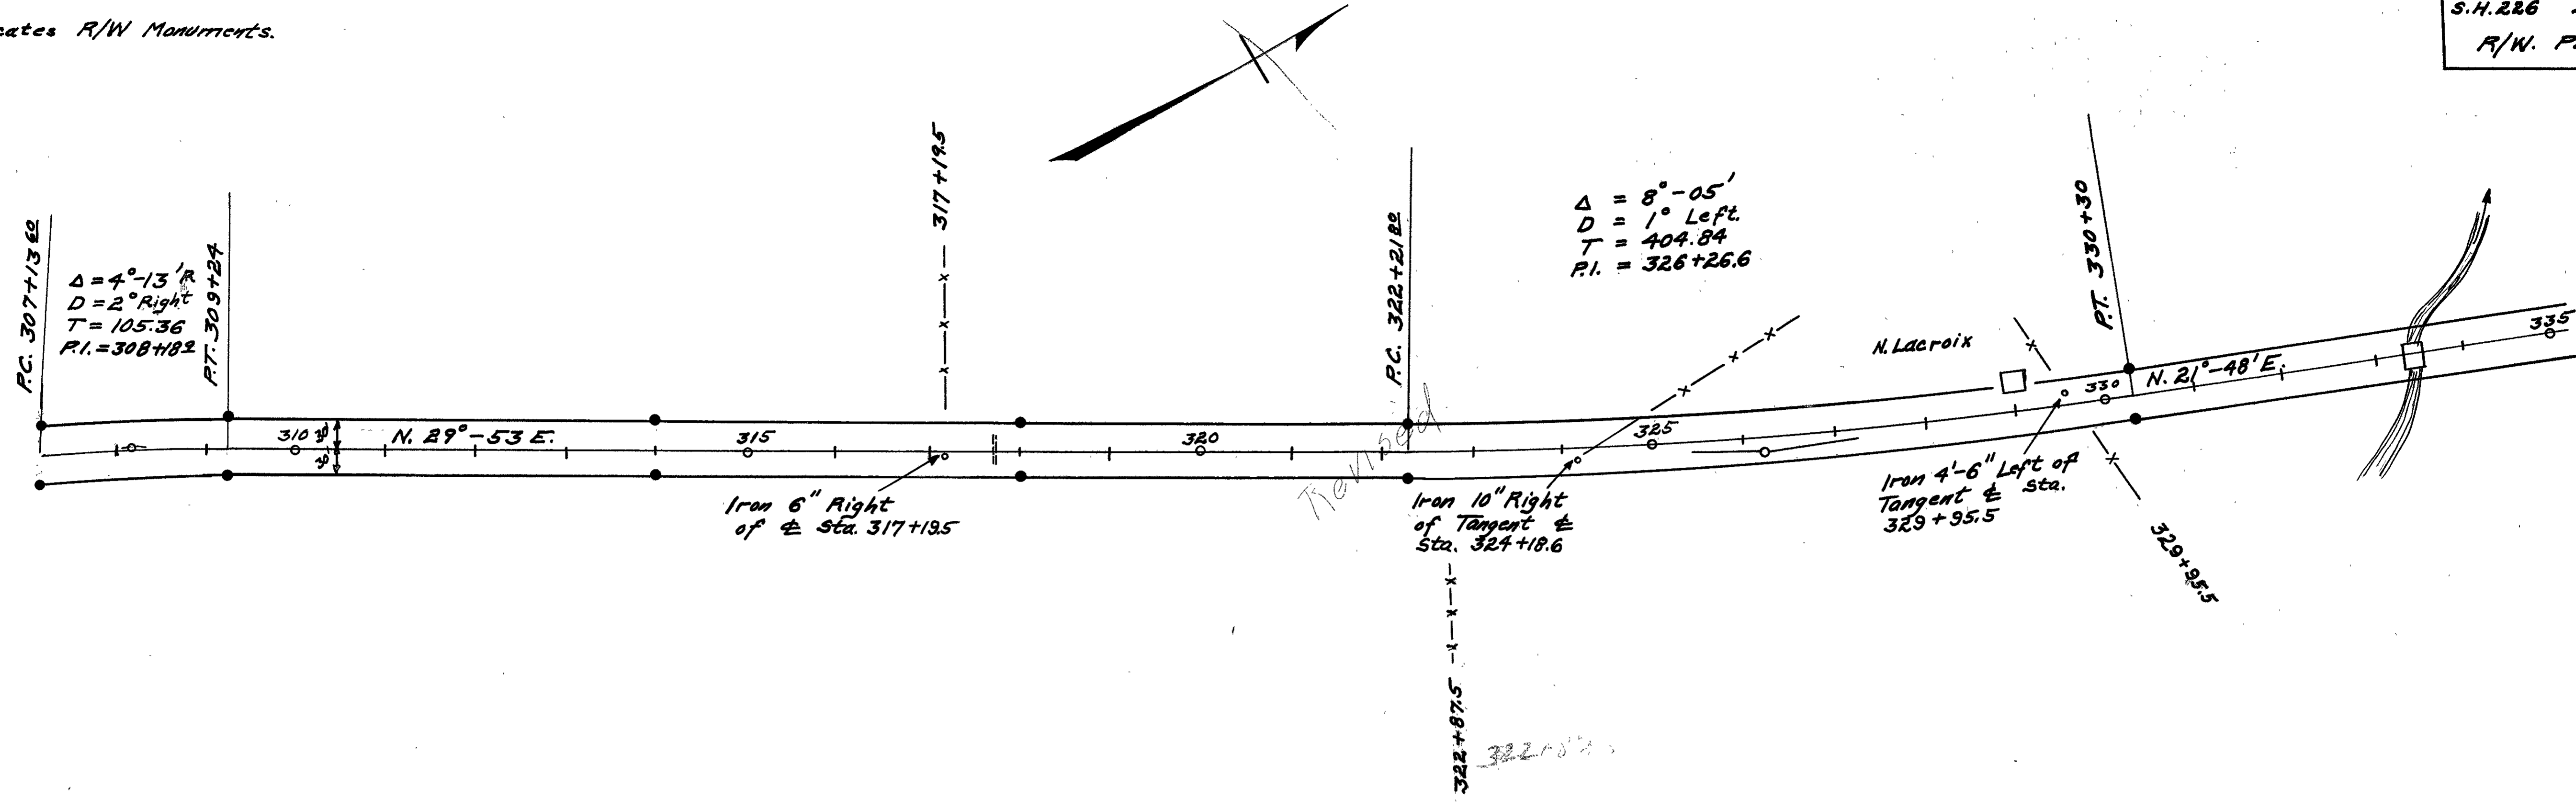 cates R/W Monuments.
S.H. 226
R/W. P.
P.C. 307+13 60
Δ = 4°-13' R
D = 2° Right
T = 105.36
P.I. = 308+18 9
P.T. 309+24
317+19.5
P.C. 322+21 80
Δ = 8°-05'
D = 1° Left.
T = 404.84
P.I. = 326+26.6
P.T. 330+30
N. Lacroix
310
N. 29°-53 E.
315
320
325
330
N. 21°-48' E.
335
Revised
Iron 6" Right
of ℄ Sta. 317+19.5
Iron 10" Right
of Tangent ℄
Sta. 324+18.6
Iron 4'-6" Left of
Tangent ℄ Sta.
329+95.5
329+95.5
322+87.5